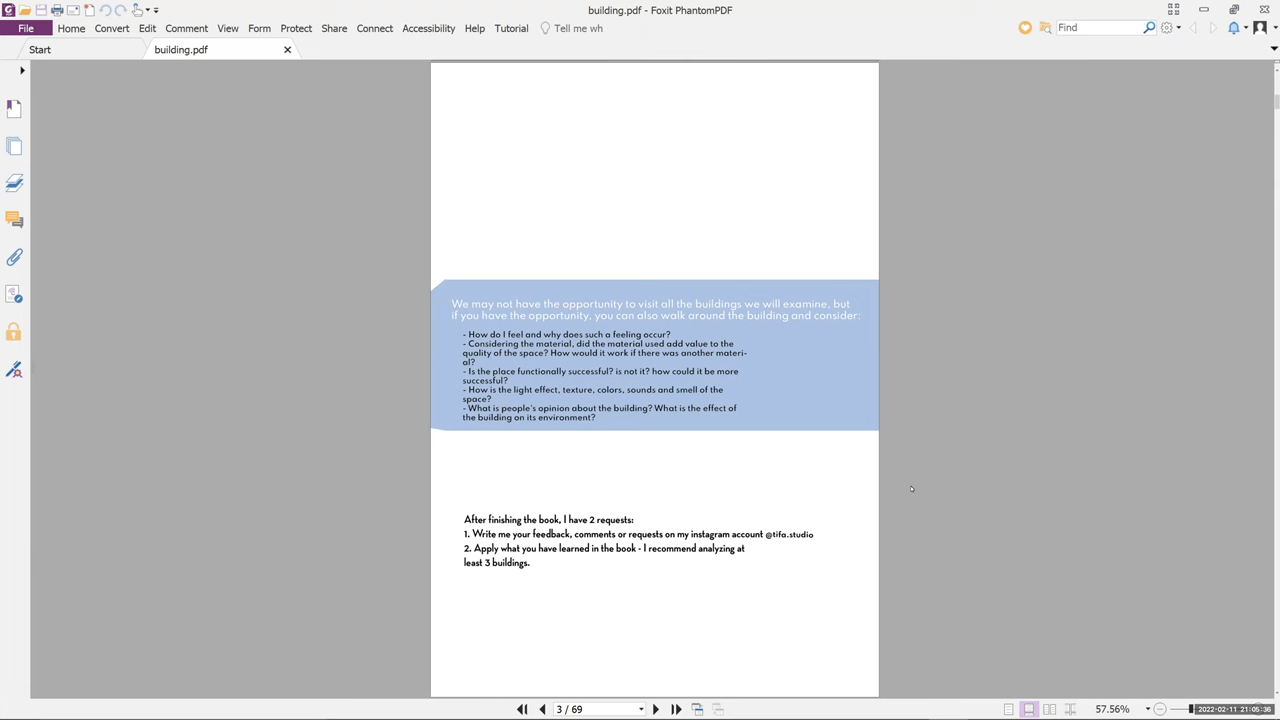 building.pdf - Foxit PhantomPDF
File Home Convert Edit Comment View Form Protect Share Connect Accessibility Help Tutorial Tell me wh Find
Start building.pdf
We may not have the opportunity to visit all the buildings we will examine, but
if you have the opportunity, you can also walk around the building and consider:
- How do I feel and why does such a feeling occur?
- Considering the material, did the material used add value to the
quality of the space? How would it work if there was another materi-
al?
- Is the place functionally successful? is not it? how could it be more
successful?
- How is the light effect, texture, colors, sounds and smell of the
space?
- What is people's opinion about the building? What is the effect of
the building on its environment?
After finishing the book, I have 2 requests:
1. Write me your feedback, comments or requests on my instagram account @tifa.studio
2. Apply what you have learned in the book - I recommend analyzing at
least 3 buildings.
3 / 69 57.56% 2022-02-11 21:05:36